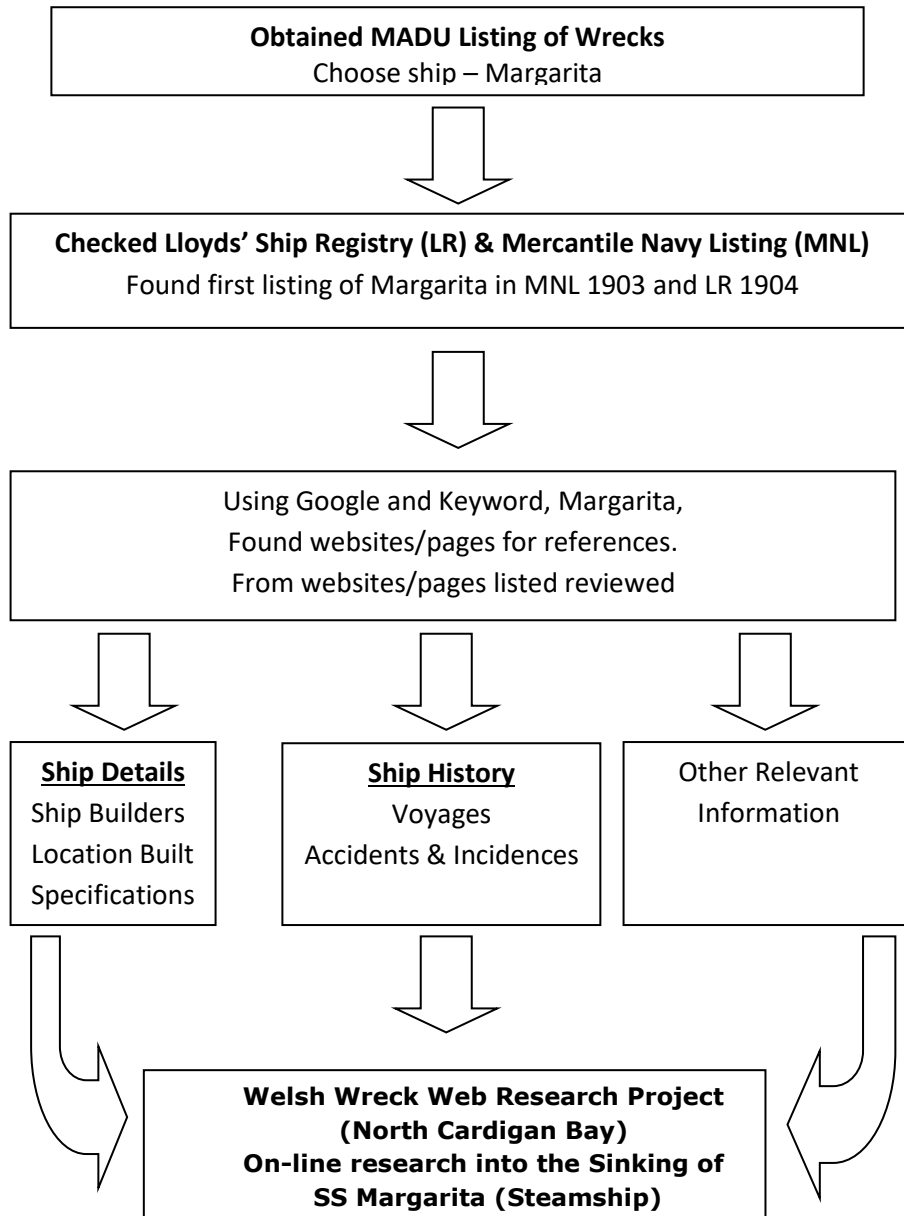 Obtained MADU Listing of Wrecks
Choose ship – Margarita
Checked Lloyds’ Ship Registry (LR) & Mercantile Navy Listing (MNL)
Found first listing of Margarita in MNL 1903 and LR 1904
Using Google and Keyword, Margarita,
Found websites/pages for references.
From websites/pages listed reviewed
Ship Details
Ship Builders
Location Built
Specifications
Ship History
Voyages
Accidents & Incidences
Other Relevant
Information
Welsh Wreck Web Research Project
(North Cardigan Bay)
On-line research into the Sinking of
SS Margarita (Steamship)